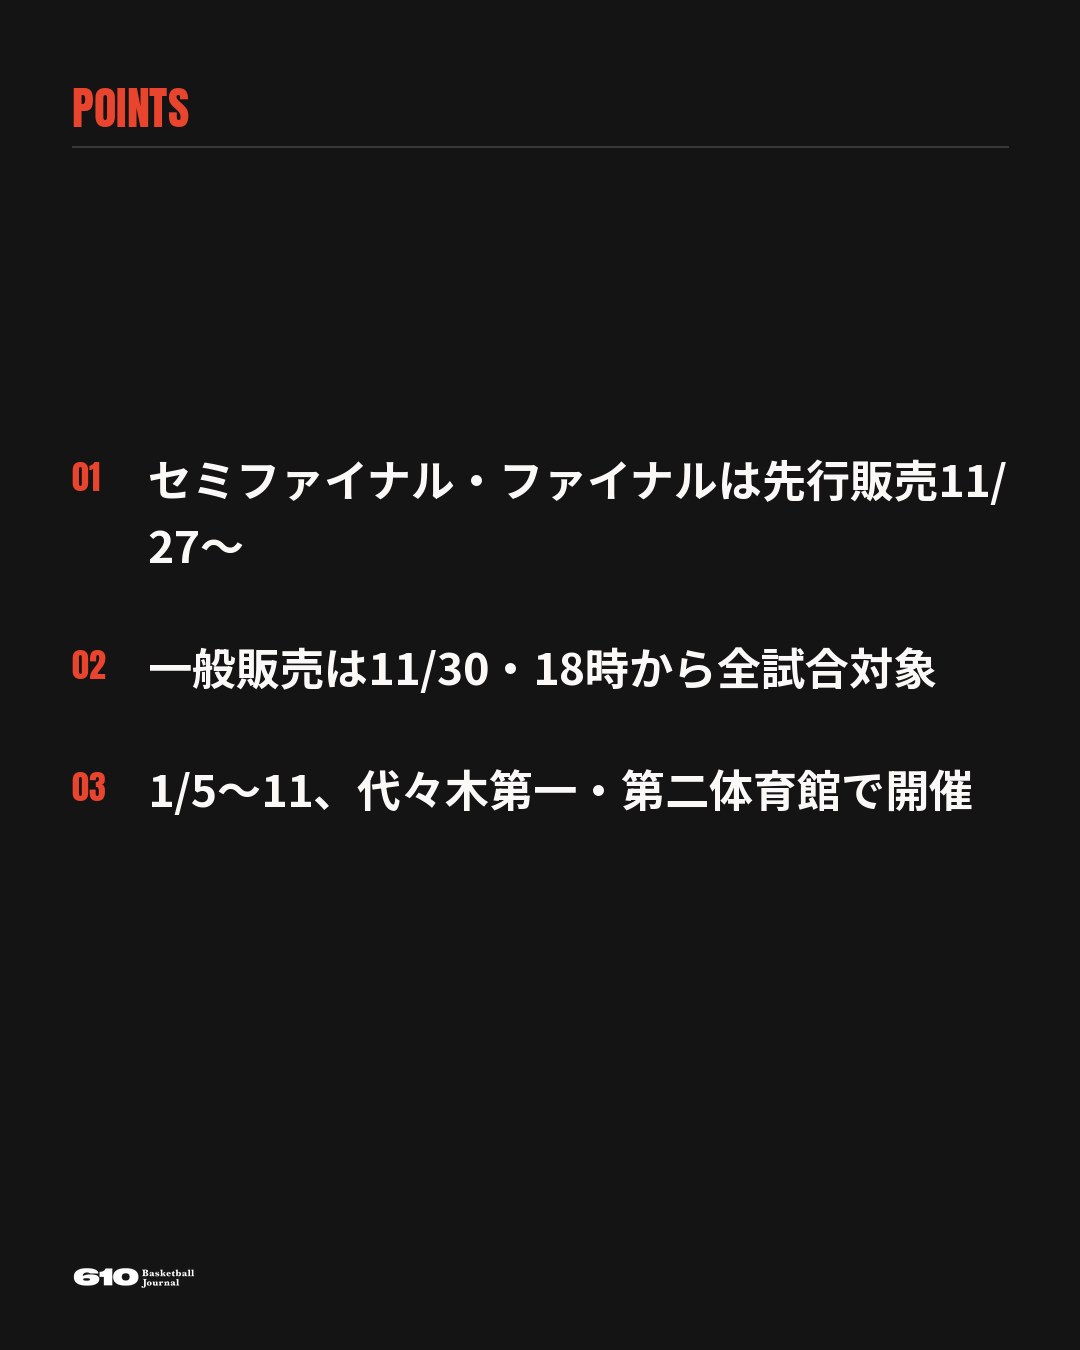 POINTS
01 セミファイナル・ファイナルは先行販売11/
27〜
02 一般販売は11/30・18時から全試合対象
03 1/5〜11、代々木第一・第二体育館で開催
610 Basketball
Journal